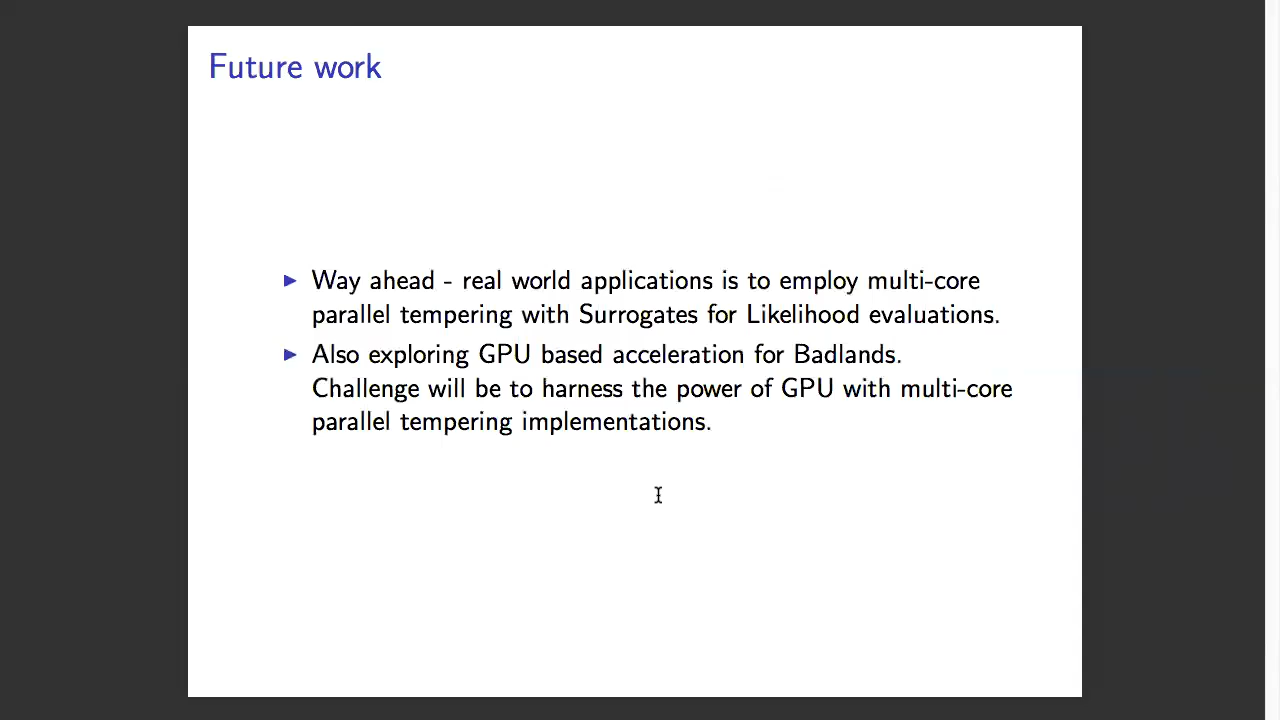 Future work
Way ahead - real world applications is to employ multi-core
parallel tempering with Surrogates for Likelihood evaluations.
Also exploring GPU based acceleration for Badlands.
Challenge will be to harness the power of GPU with multi-core
parallel tempering implementations.